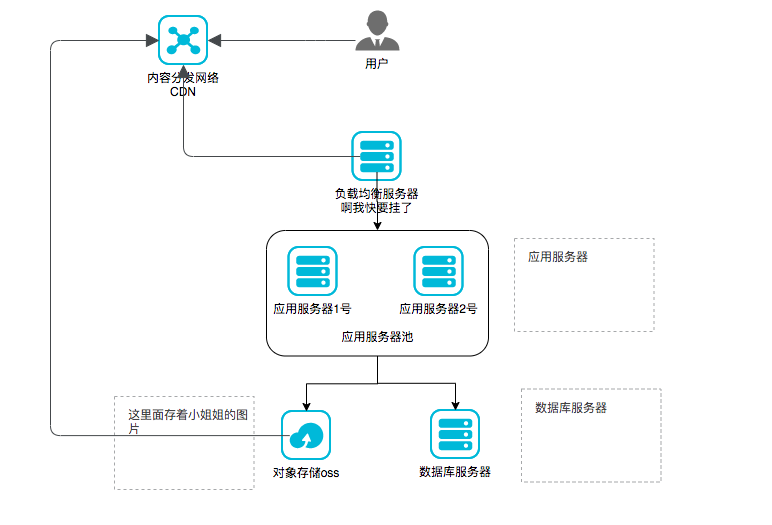 用户
内容分发网络
CDN
负载均衡服务器
啊我快要挂了
应用服务器
应用服务器1号
应用服务器2号
应用服务器池
这里面存着小姐姐的图
片
数据库服务器
对象存储oss
数据库服务器